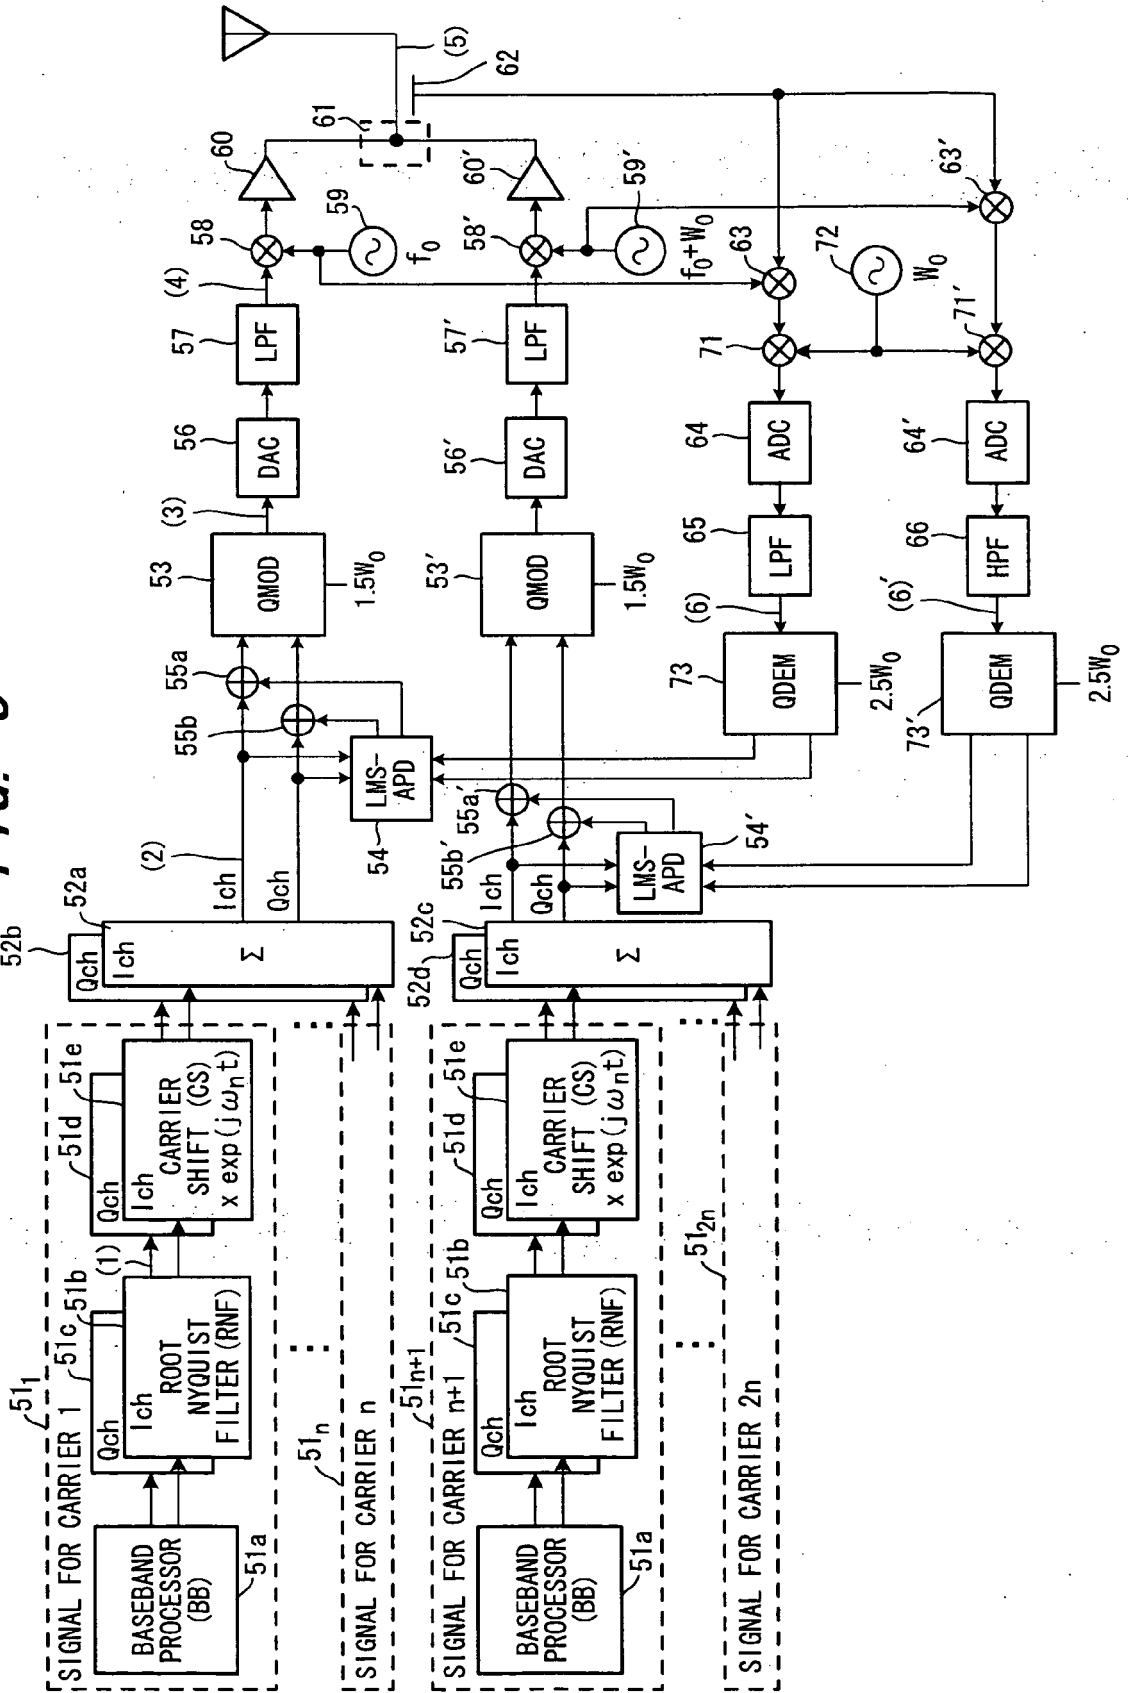 52b
52a
Qch
Ich
Σ
SIGNAL FOR CARRIER 1
51₁
BASEBAND
PROCESSOR
(BB)
51a
51c
51b
Qch
Ich
ROOT
NYQUIST
FILTER (RNF)
(1)
51d
51e
Qch
Ich
CARRIER
SHIFT (CS)
x exp(jωnt)
SIGNAL FOR CARRIER n
51n
(2)
Ich
Qch
55a
55b
LMS-
APD
54
53
QMOD
1.5W₀
(3)
56
DAC
57
LPF
(4)
58
59
f₀
60
61
(5)
62
SIGNAL FOR CARRIER n+1
51n+1
BASEBAND
PROCESSOR
(BB)
51a
51c
51b
Qch
Ich
ROOT
NYQUIST
FILTER (RNF)
51d
51e
Qch
Ich
CARRIER
SHIFT (CS)
x exp(jωnt)
SIGNAL FOR CARRIER 2n
51₂n
52d
52c
Qch
Ich
Σ
Ich
Qch
55a′
55b′
LMS-
APD
54′
53′
QMOD
1.5W₀
56′
DAC
57′
LPF
58′
59′
f₀+W₀
60′
73
QDEM
2.5W₀
(6)
65
LPF
64
ADC
71
63
72
W₀
73′
QDEM
2.5W₀
(6)′
66
HPF
64′
ADC
71′
63′